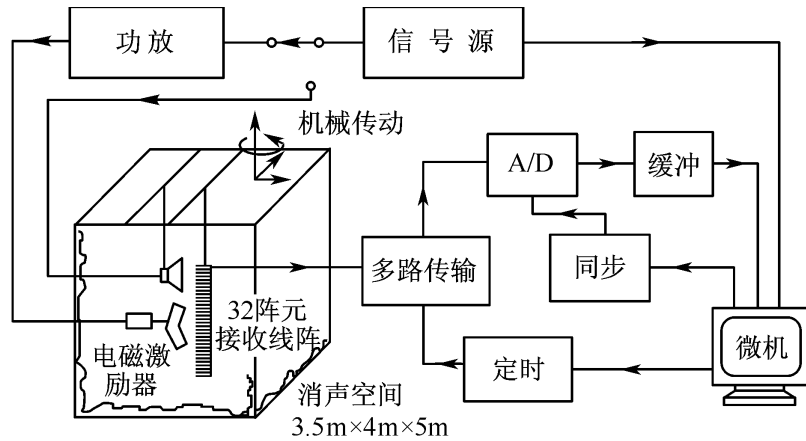 功放
信号源
机械传动
A/D
缓冲
多路传输
同步
32阵元
接收线阵
电磁激
励器
定时
微机
消声空间
3.5m×4m×5m